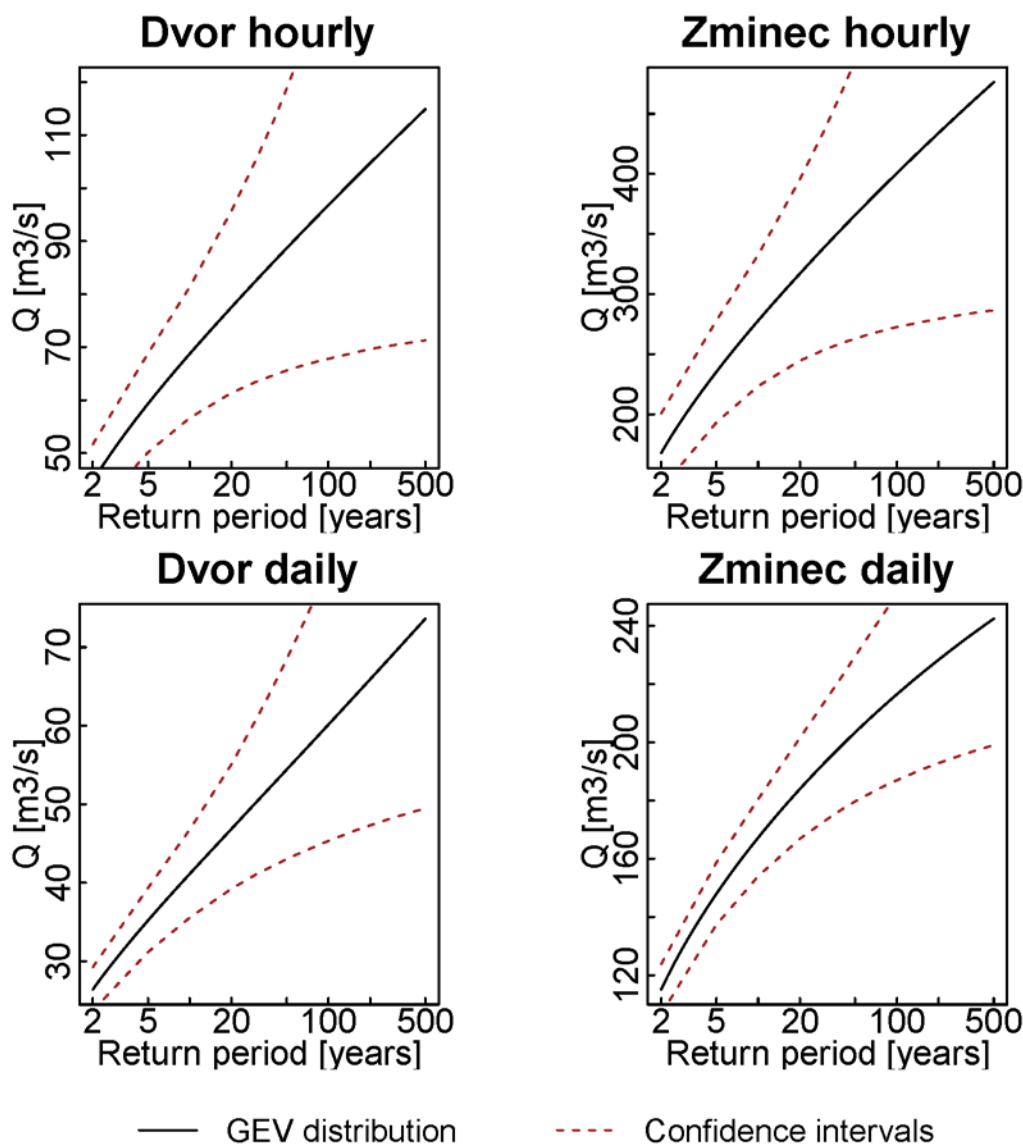 Dvor hourly
Q [m3/s]
110
90
70
50
2 5 20 100 500
Return period [years]
Zminec hourly
Q [m3/s]
400
300
200
2 5 20 100 500
Return period [years]
Dvor daily
Q [m3/s]
70
60
50
40
30
2 5 20 100 500
Return period [years]
Zminec daily
Q [m3/s]
240
200
160
120
2 5 20 100 500
Return period [years]
GEV distribution
Confidence intervals